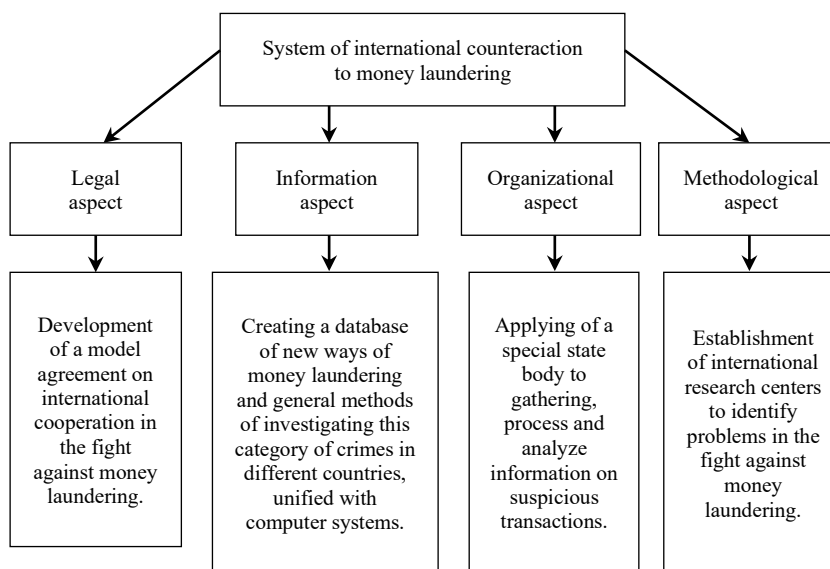 System of international counteraction
to money laundering
Legal
aspect
Information
aspect
Organizational
aspect
Methodological
aspect
Development
of a model
agreement on
international
cooperation in
the fight
against money
laundering.
Creating a database
of new ways of
money laundering
and general methods
of investigating this
category of crimes in
different countries,
unified with
computer systems.
Applying of a
special state
body to
gathering,
process and
analyze
information on
suspicious
transactions.
Establishment
of international
research centers
to identify
problems in the
fight against
money
laundering.